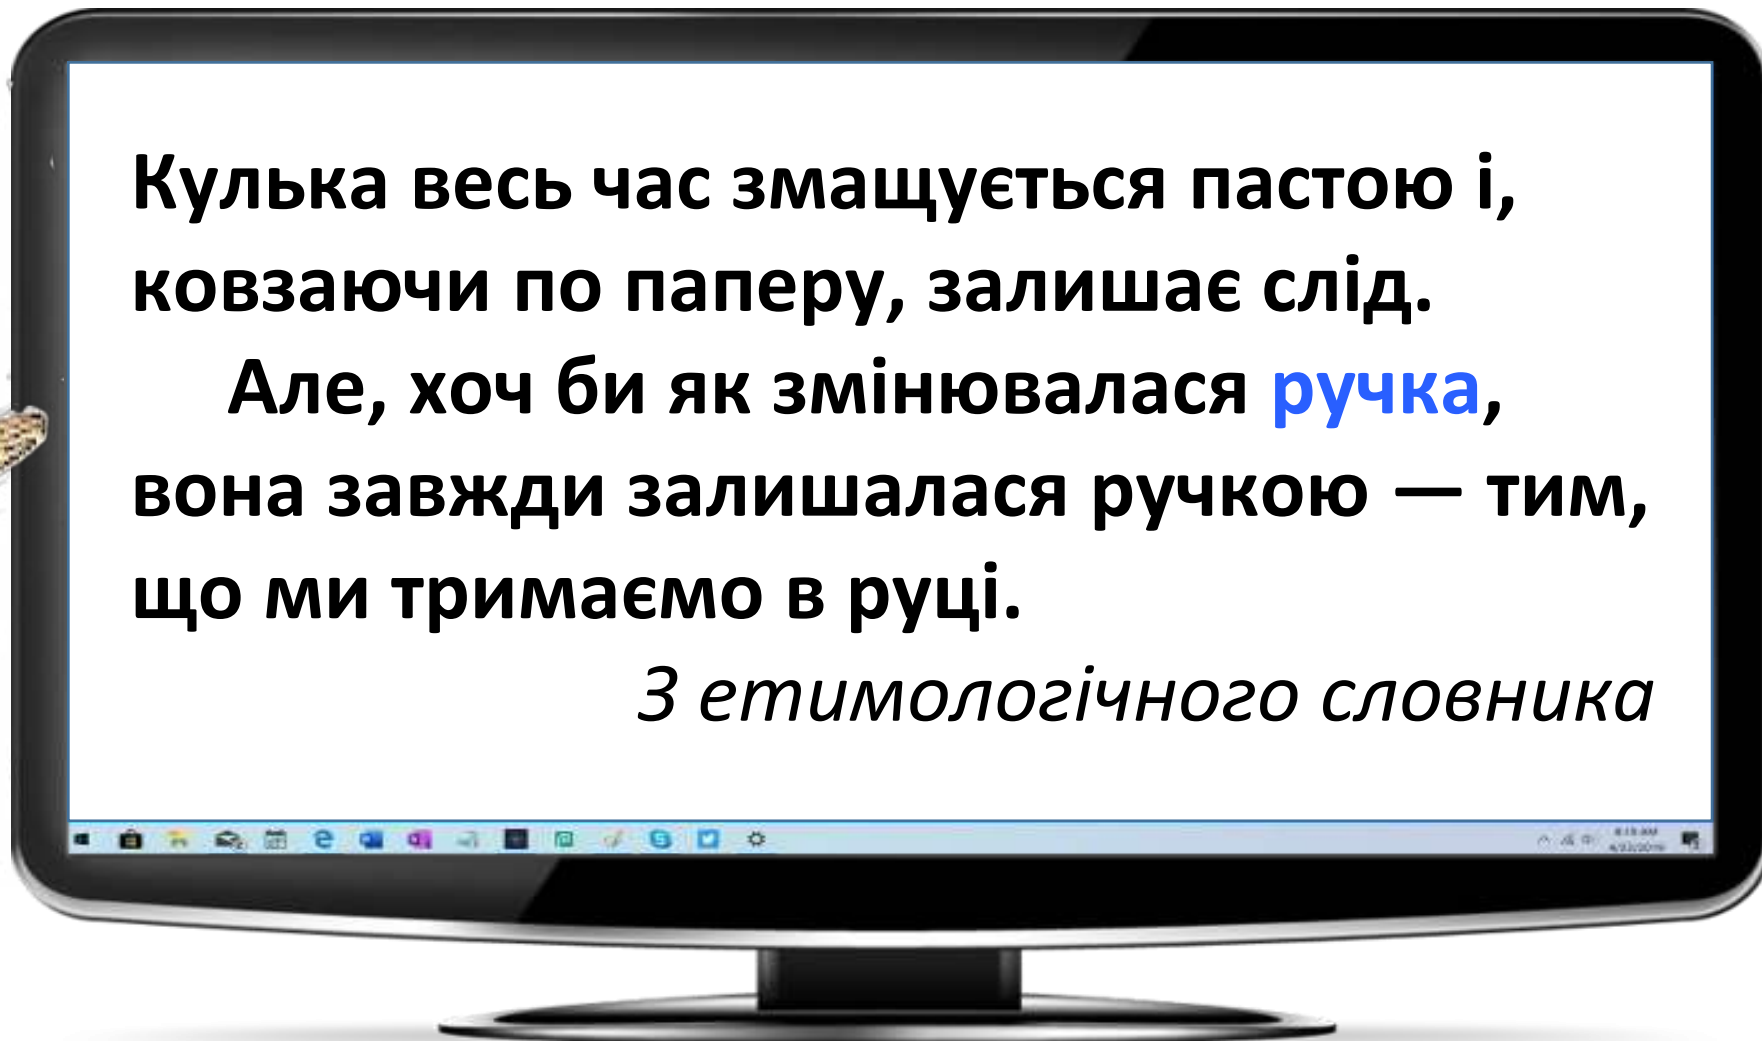 Кулька весь час змащується пастою і,
ковзаючи по паперу, залишає слід.
Але, хоч би як змінювалася ручка,
вона завжди залишалася ручкою — тим,
що ми тримаємо в руці.
З етимологічного словника